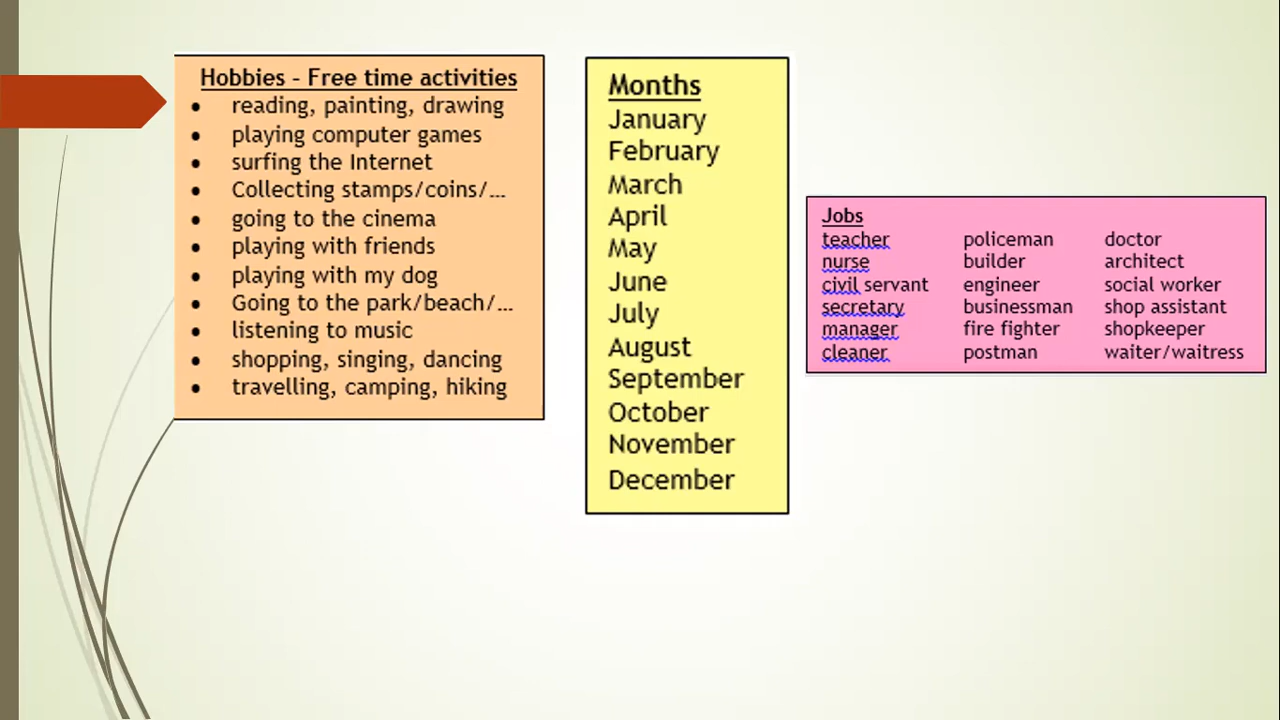 Hobbies – Free time activities
• reading, painting, drawing
• playing computer games
• surfing the Internet
• Collecting stamps/coins/…
• going to the cinema
• playing with friends
• playing with my dog
• Going to the park/beach/…
• listening to music
• shopping, singing, dancing
• travelling, camping, hiking
Months
January
February
March
April
May
June
July
August
September
October
November
December
Jobs
teacher policeman doctor
nurse builder architect
civil servant engineer social worker
secretary businessman shop assistant
manager fire fighter shopkeeper
cleaner postman waiter/waitress